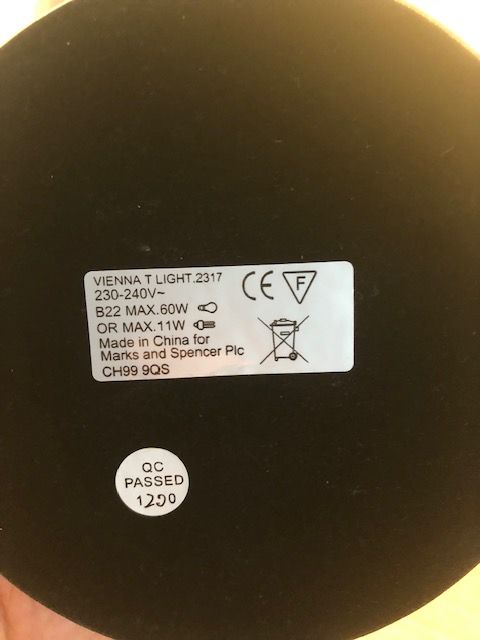 VIENNA T LIGHT.2317
230-240V~
B22 MAX.60W
OR MAX.11W
Made in China for
Marks and Spencer Plc
CH99 9QS
CE F
QC
PASSED
1200